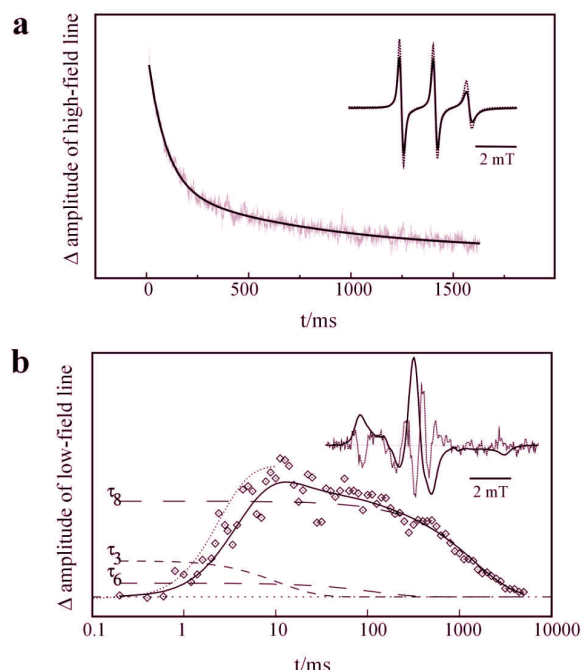 a
Δ amplitude of high-field line
2 mT
0 500 1000 1500
t/ms
b
Δ amplitude of low-field line
τ8
τ3
τ6
2 mT
0.1 1 10 100 1000 10000
t/ms